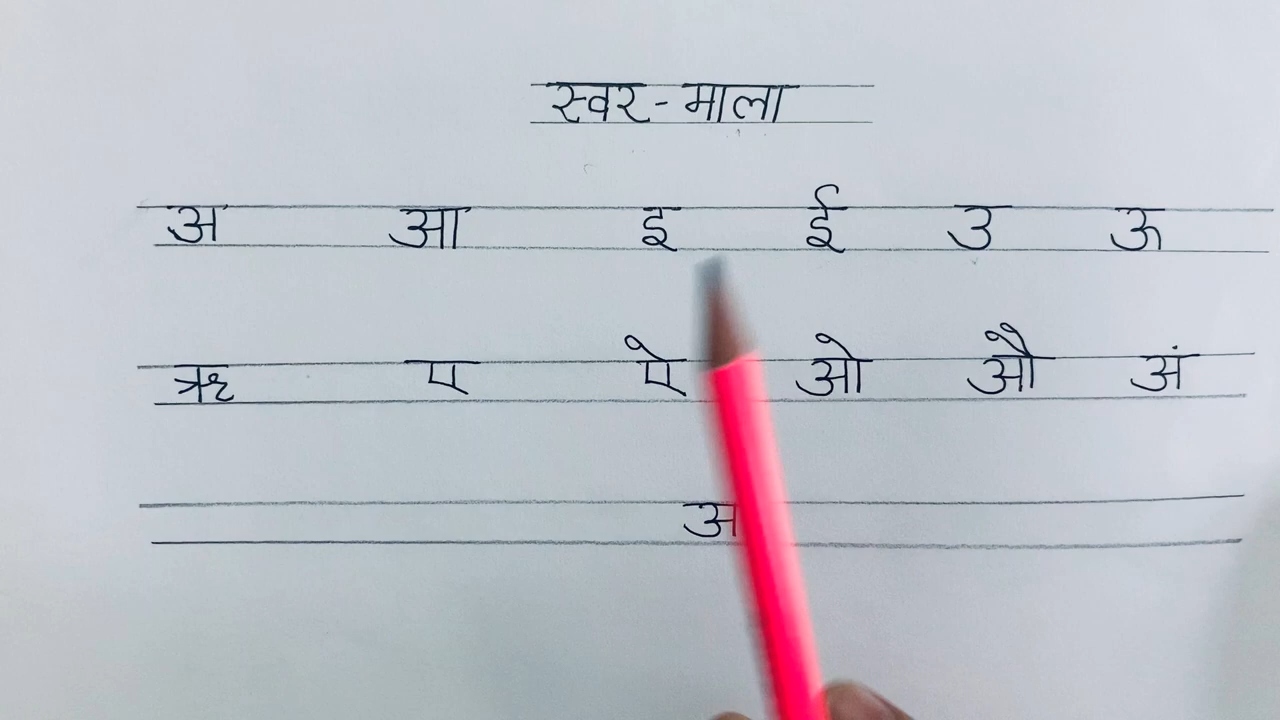 स्वर-माला
अ आ इ ई उ ऊ
ऋ ए ऐ ओ औ अं
अ